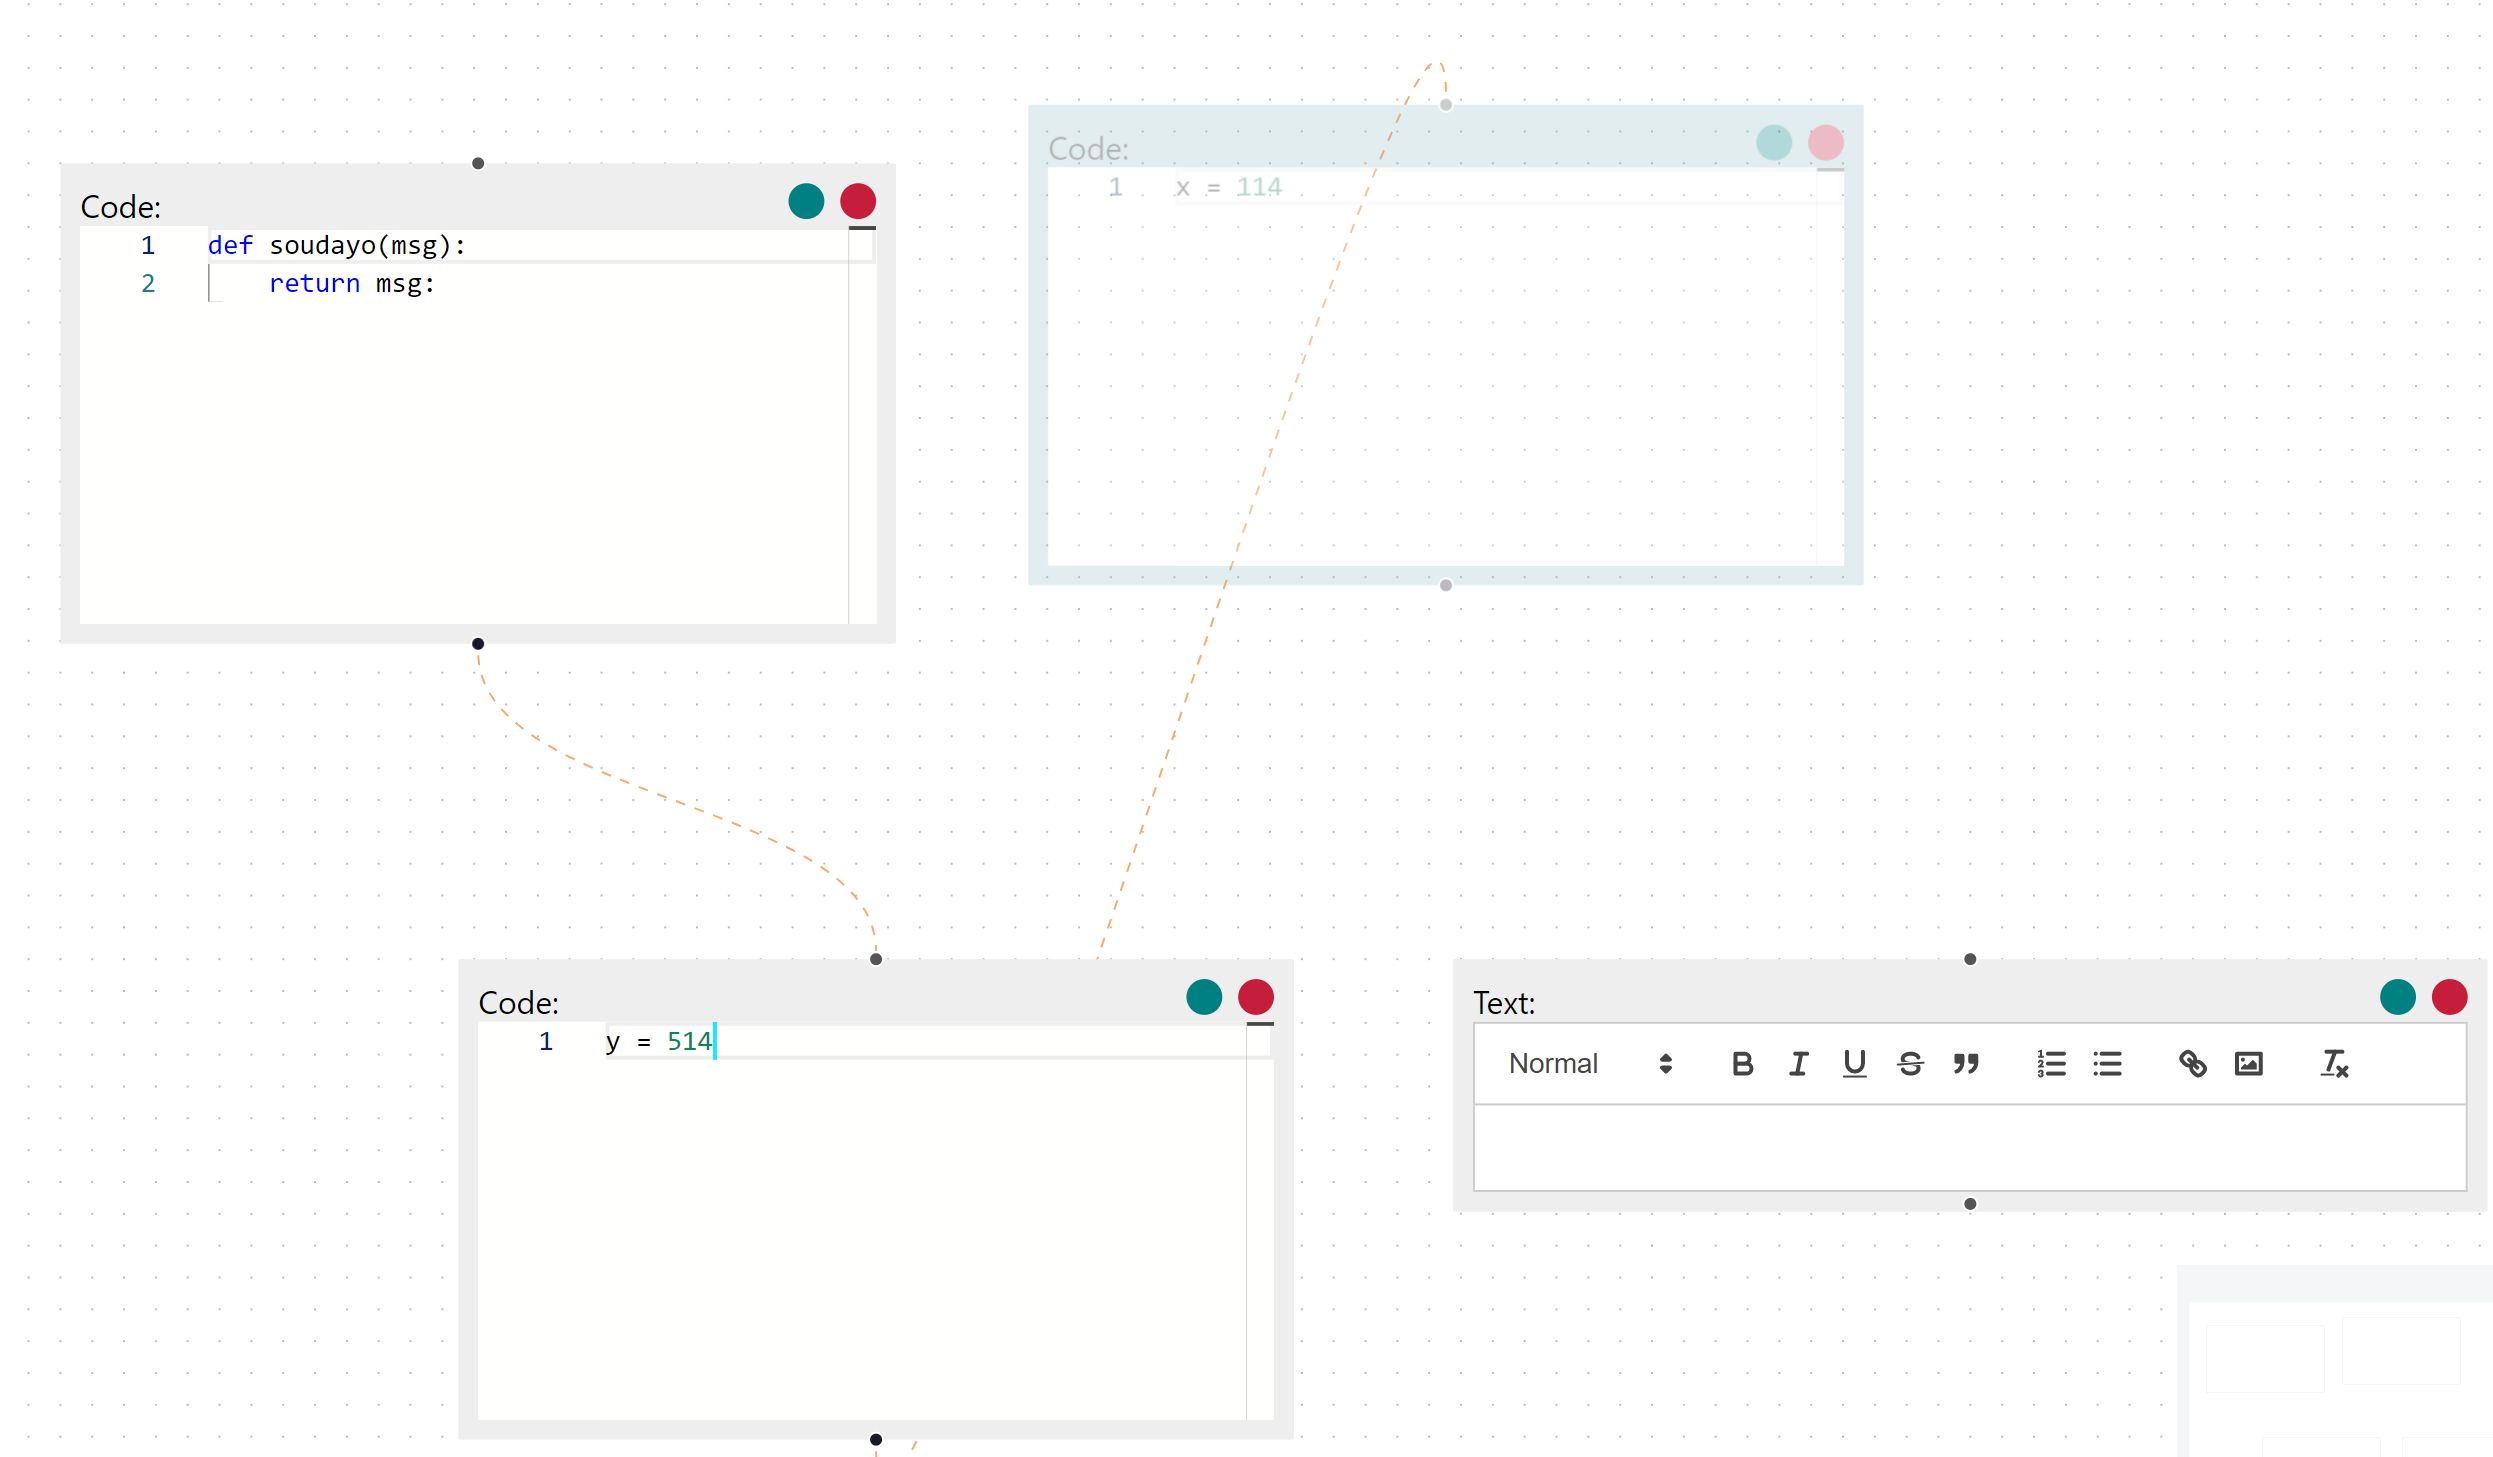 Code:
1 def soudayo(msg):
2     return msg:
Code:
1 x = 114
Code:
1 y = 514
Text:
Normal